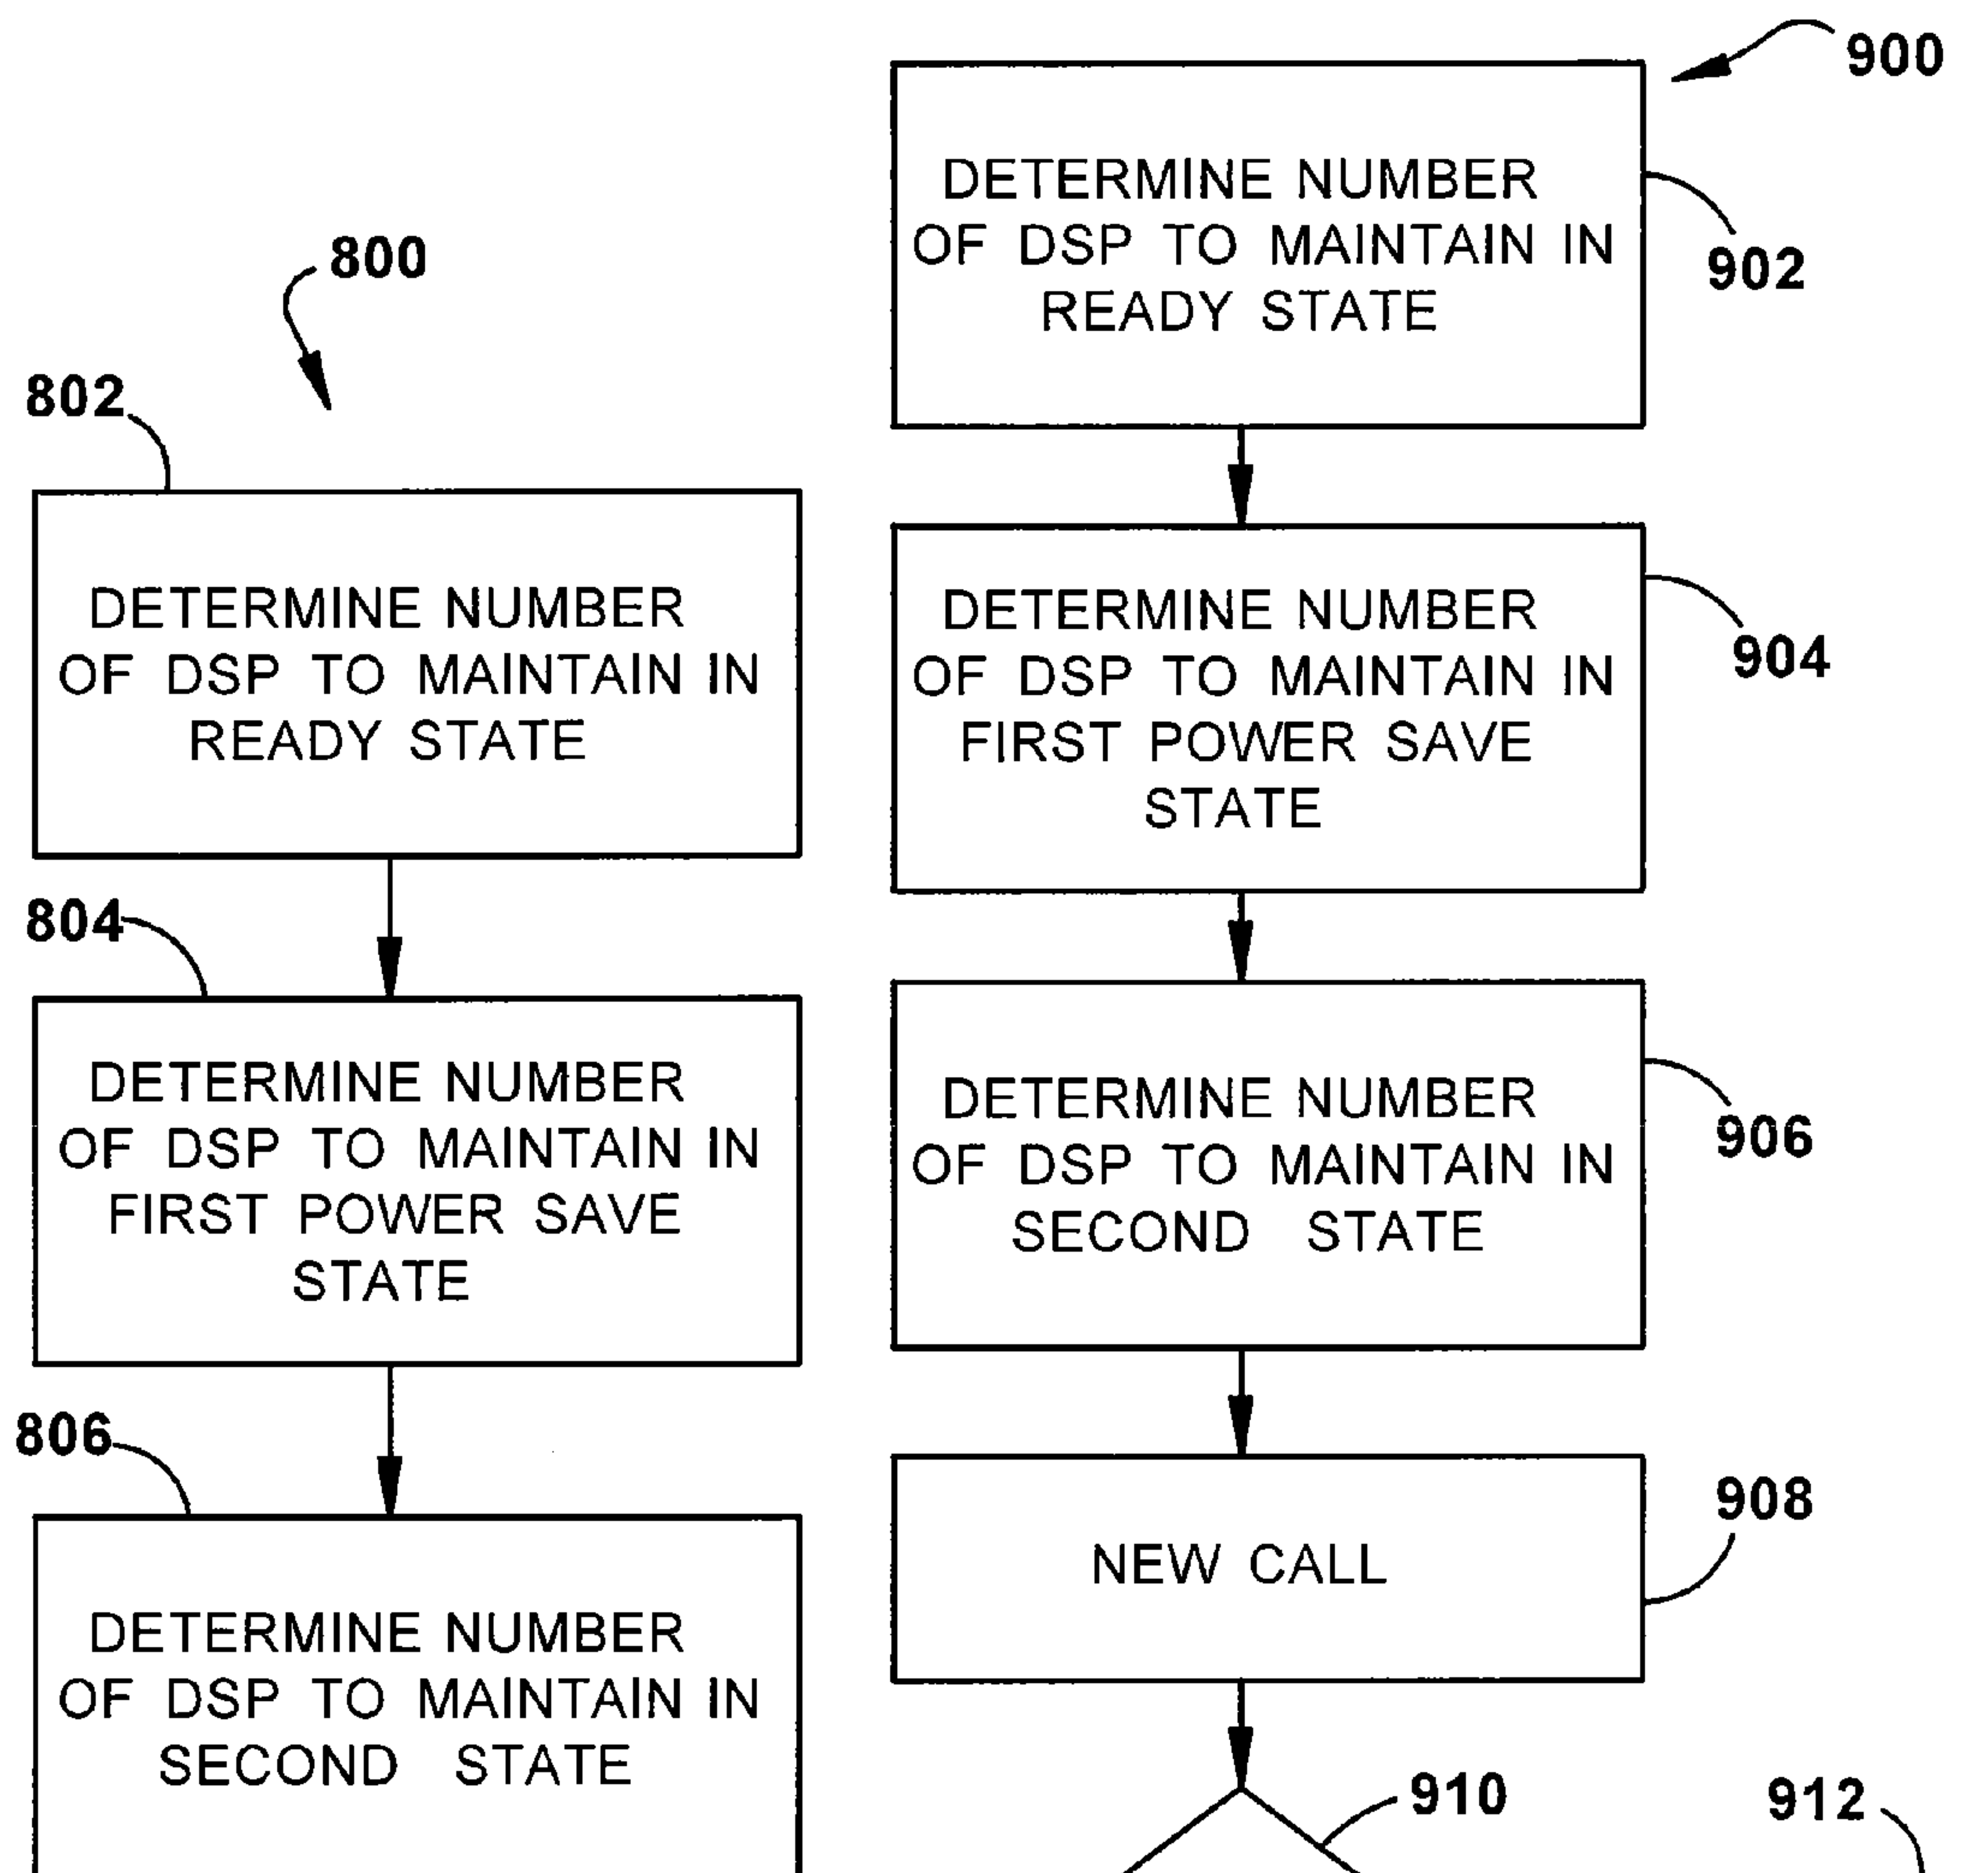 800
802
DETERMINE NUMBER
OF DSP TO MAINTAIN IN
READY STATE
804
DETERMINE NUMBER
OF DSP TO MAINTAIN IN
FIRST POWER SAVE
STATE
806
DETERMINE NUMBER
OF DSP TO MAINTAIN IN
SECOND STATE
900
DETERMINE NUMBER
OF DSP TO MAINTAIN IN
READY STATE
902
DETERMINE NUMBER
OF DSP TO MAINTAIN IN
FIRST POWER SAVE
STATE
904
DETERMINE NUMBER
OF DSP TO MAINTAIN IN
SECOND STATE
906
NEW CALL
908
910
912